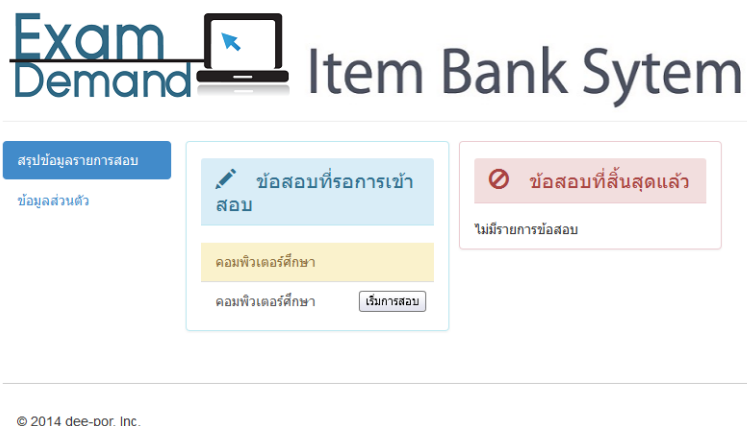 Exam
Demand
Item Bank Sytem
สรุปข้อมูลรายการสอบ
ข้อมูลส่วนตัว
ข้อสอบที่รอการเข้า
สอบ
คอมพิวเตอร์ศึกษา
คอมพิวเตอร์ศึกษา
เริ่มการสอบ
ข้อสอบที่สิ้นสุดแล้ว
ไม่มีรายการข้อสอบ
© 2014 dee-por, Inc.